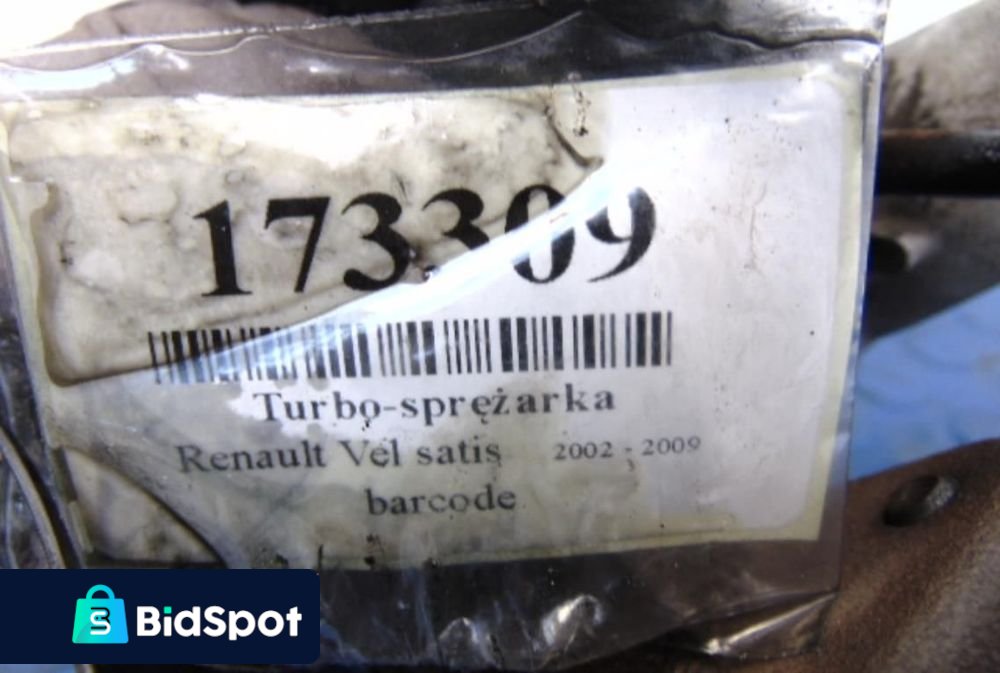 173309
Turbo-sprężarka
Renault Vel satis 2002 - 2009
barcode
BidSpot